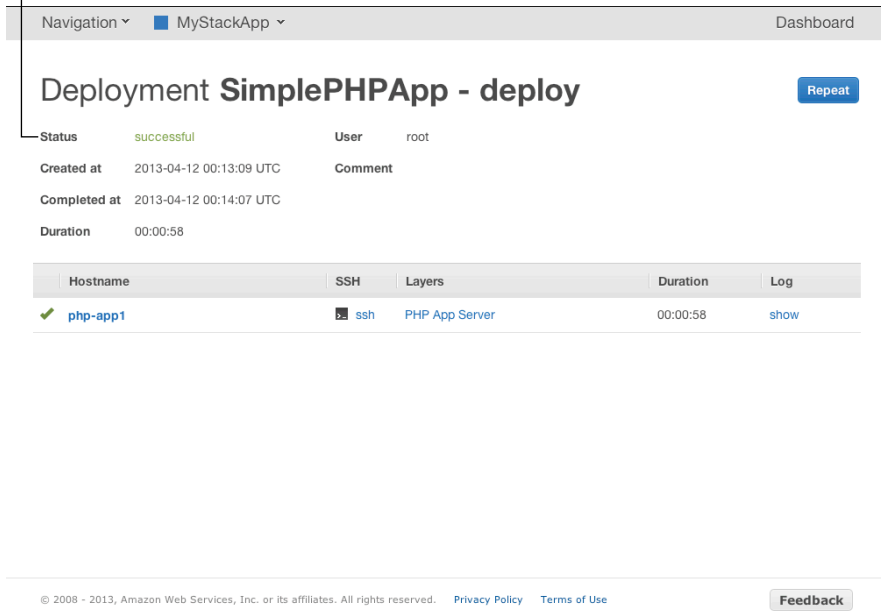 Navigation MyStackApp Dashboard
Deployment SimplePHPApp - deploy Repeat
Status successful User root
Created at 2013-04-12 00:13:09 UTC Comment
Completed at 2013-04-12 00:14:07 UTC
Duration 00:00:58
Hostname SSH Layers Duration Log
php-app1 ssh PHP App Server 00:00:58 show
© 2008 - 2013, Amazon Web Services, Inc. or its affiliates. All rights reserved. Privacy Policy Terms of Use Feedback